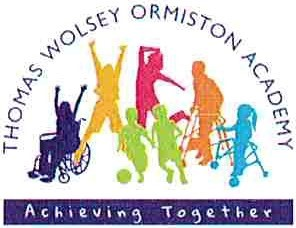 THOMAS WOLSEY ORMISTON ACADEMY
Achieving Together